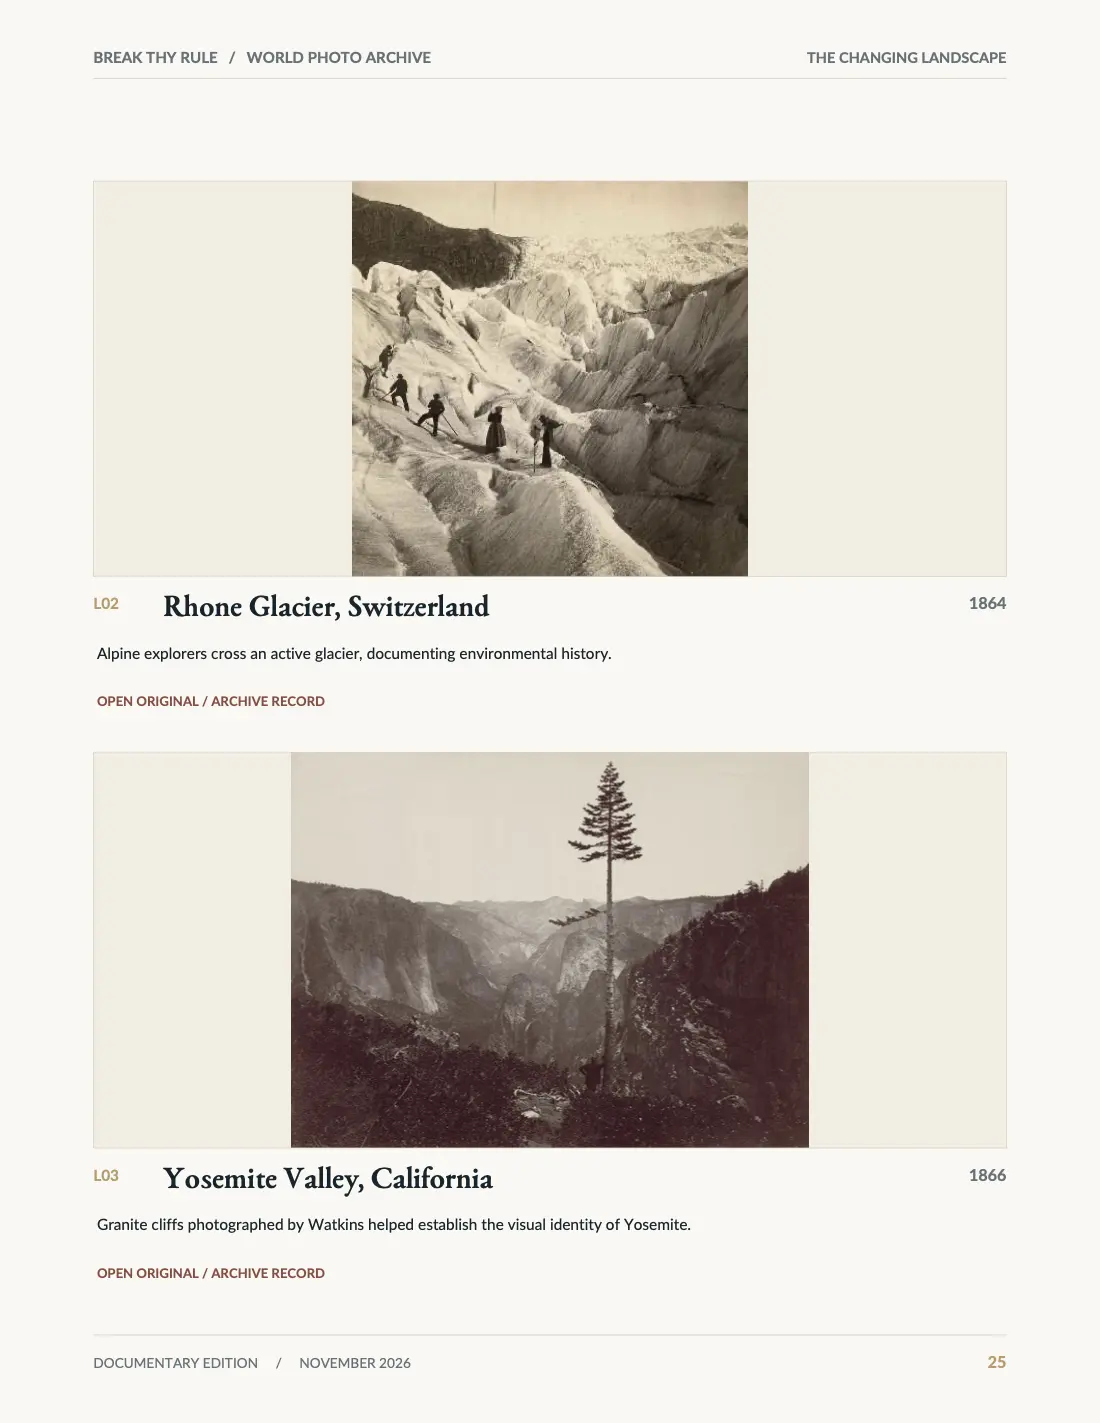 BREAK THY RULE / WORLD PHOTO ARCHIVE
THE CHANGING LANDSCAPE
L02 Rhone Glacier, Switzerland 1864
Alpine explorers cross an active glacier, documenting environmental history.
OPEN ORIGINAL / ARCHIVE RECORD
L03 Yosemite Valley, California 1866
Granite cliffs photographed by Watkins helped establish the visual identity of Yosemite.
OPEN ORIGINAL / ARCHIVE RECORD
DOCUMENTARY EDITION / NOVEMBER 2026
25